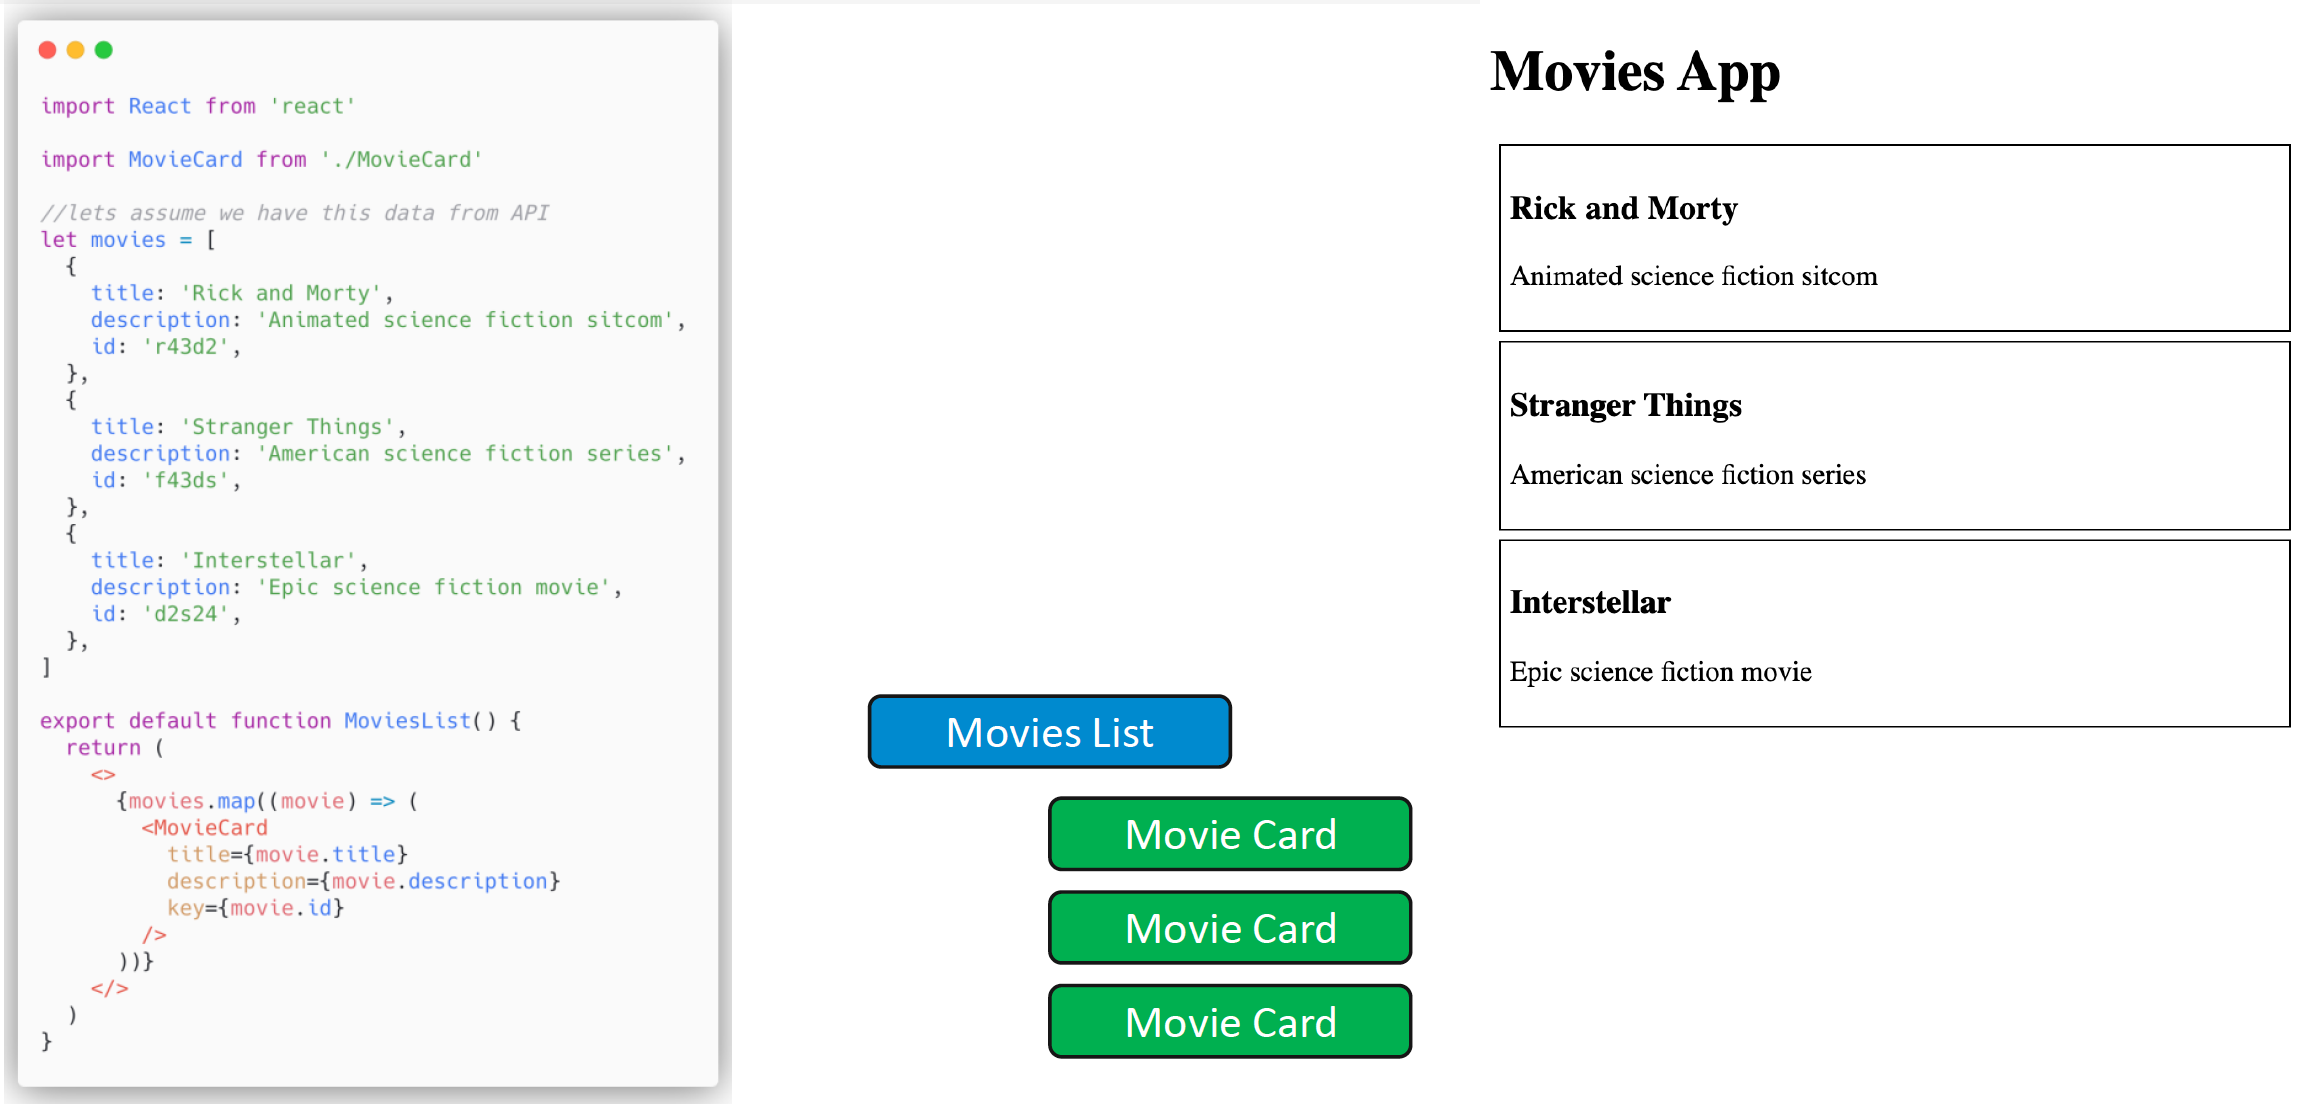 import React from 'react'
import MovieCard from './MovieCard'
//lets assume we have this data from API
let movies = [
  {
    title: 'Rick and Morty',
    description: 'Animated science fiction sitcom',
    id: 'r43d2',
  },
  {
    title: 'Stranger Things',
    description: 'American science fiction series',
    id: 'f43ds',
  },
  {
    title: 'Interstellar',
    description: 'Epic science fiction movie',
    id: 'd2s24',
  },
]
export default function MoviesList() {
  return (
    <>
      {movies.map((movie) => (
        <MovieCard
          title={movie.title}
          description={movie.description}
          key={movie.id}
        />
      ))}
    </>
  )
}
Movies List
Movie Card
Movie Card
Movie Card
Movies App
Rick and Morty
Animated science fiction sitcom
Stranger Things
American science fiction series
Interstellar
Epic science fiction movie